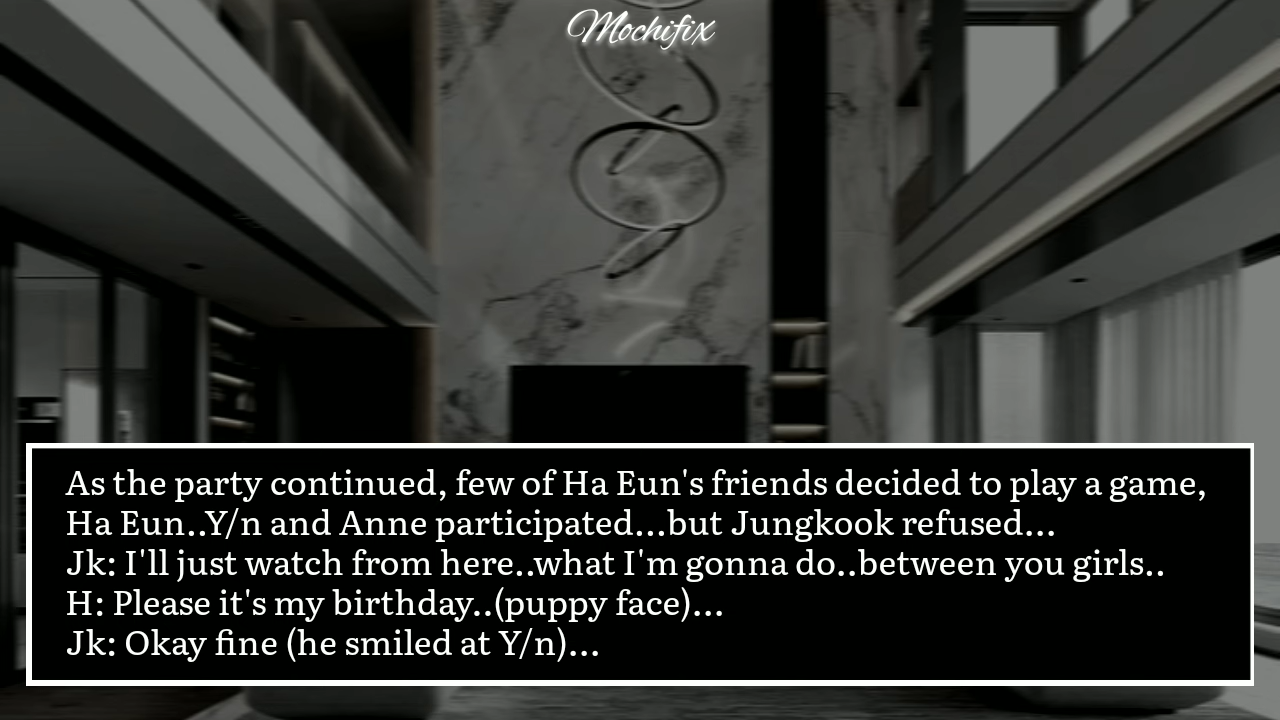 Mochifix
As the party continued, few of Ha Eun's friends decided to play a game,
Ha Eun..Y/n and Anne participated...but Jungkook refused...
Jk: I'll just watch from here..what I'm gonna do..between you girls..
H: Please it's my birthday..(puppy face)...
Jk: Okay fine (he smiled at Y/n)...